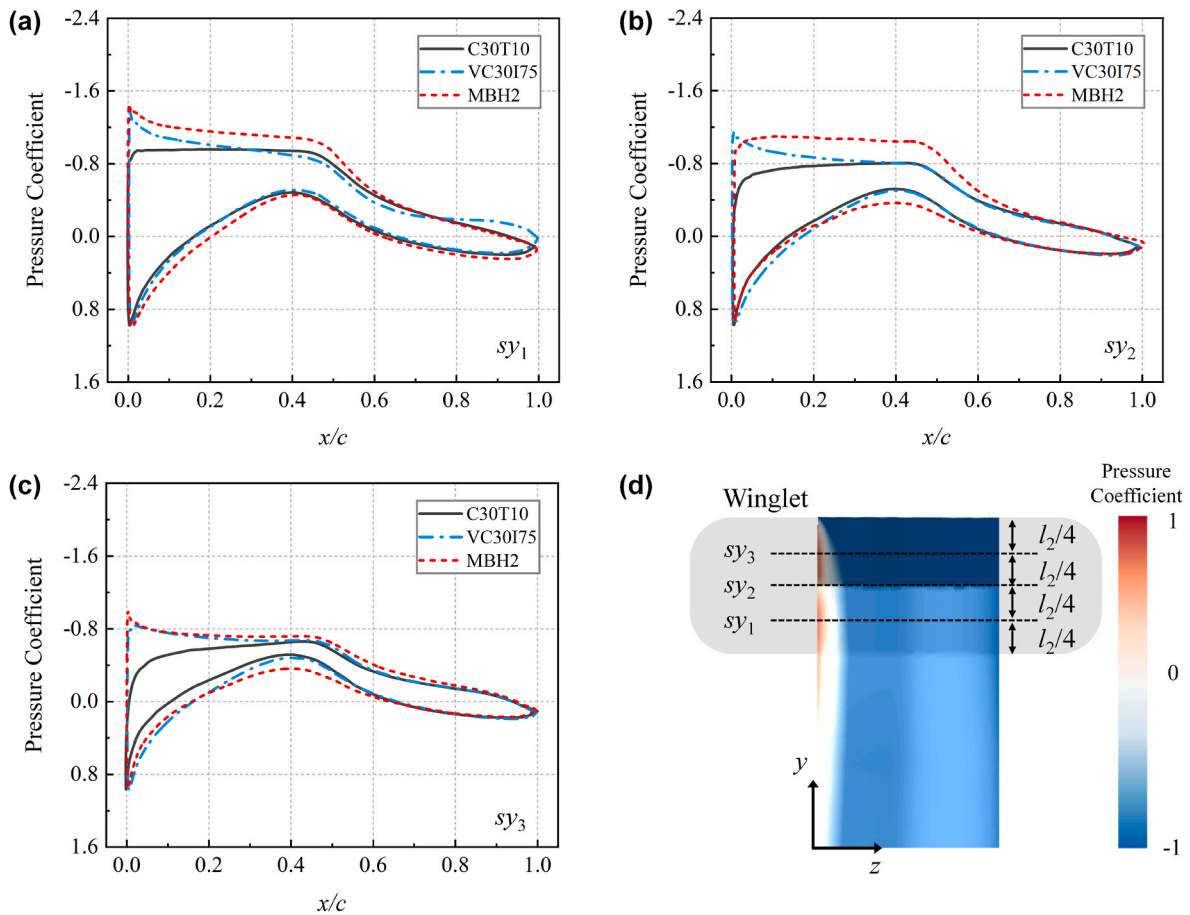 (a)
-2.4
-1.6
-0.8
0.0
0.8
1.6
Pressure Coefficient
C30T10
VC30I75
MBH2
sy₁
0.0 0.2 0.4 0.6 0.8 1.0
x/c
(b)
-2.4
-1.6
-0.8
0.0
0.8
1.6
Pressure Coefficient
C30T10
VC30I75
MBH2
sy₂
0.0 0.2 0.4 0.6 0.8 1.0
x/c
(c)
-2.4
-1.6
-0.8
0.0
0.8
1.6
Pressure Coefficient
C30T10
VC30I75
MBH2
sy₃
0.0 0.2 0.4 0.6 0.8 1.0
x/c
(d)
Winglet
sy₃
sy₂
sy₁
l₂/4
l₂/4
l₂/4
l₂/4
y
z
Pressure
Coefficient
1
0
-1